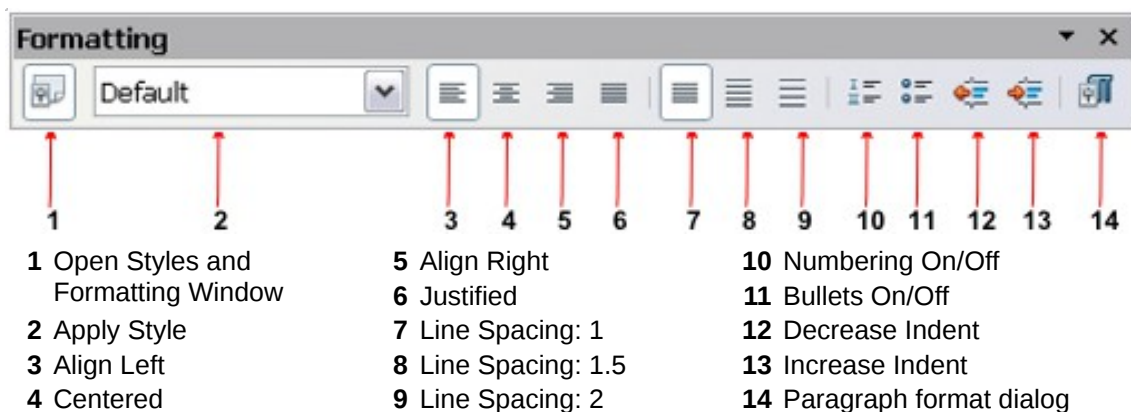 Formatting
Default
1 2 3 4 5 6 7 8 9 10 11 12 13 14
1 Open Styles and
Formatting Window
2 Apply Style
3 Align Left
4 Centered
5 Align Right
6 Justified
7 Line Spacing: 1
8 Line Spacing: 1.5
9 Line Spacing: 2
10 Numbering On/Off
11 Bullets On/Off
12 Decrease Indent
13 Increase Indent
14 Paragraph format dialog